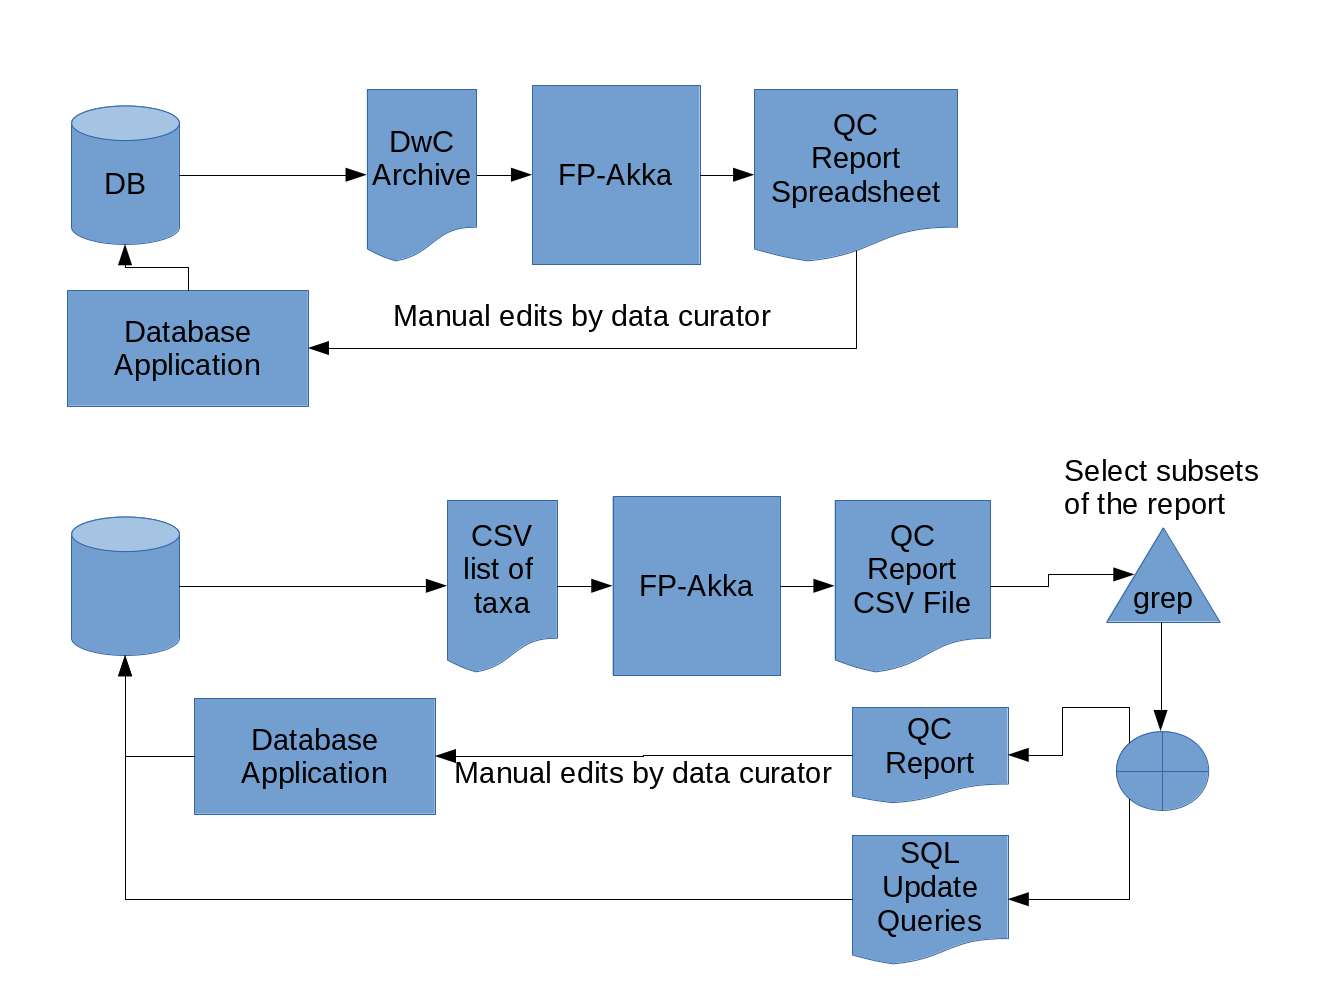 DB
DwC
Archive
FP-Akka
QC
Report
Spreadsheet
Manual edits by data curator
Database
Application
Select subsets
of the report
CSV
list of
taxa
FP-Akka
QC
Report
CSV File
grep
Database
Application
Manual edits by data curator
QC
Report
SQL
Update
Queries